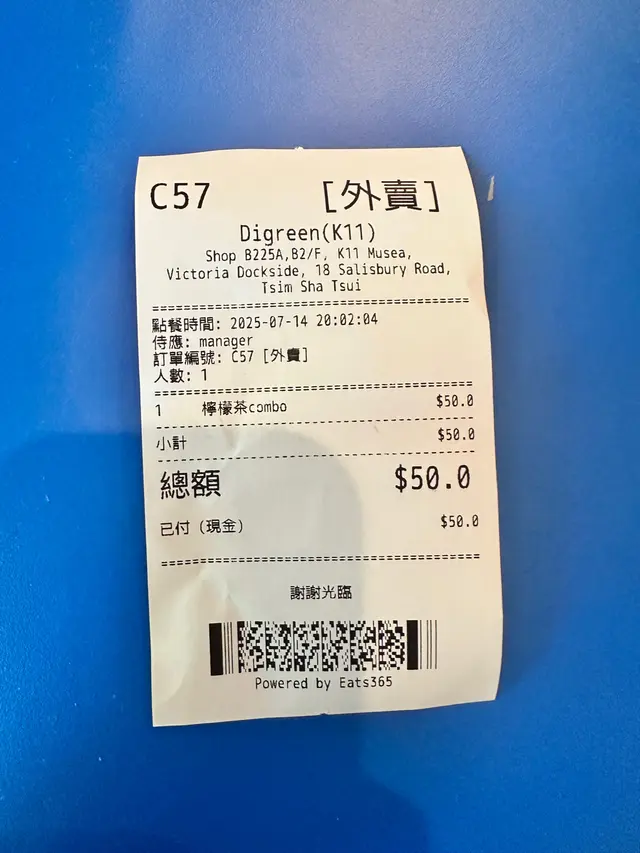 C57 [外賣]
Digreen(K11)
Shop B225A,B2/F, K11 Musea,
Victoria Dockside, 18 Salisbury Road,
Tsim Sha Tsui
點餐時間: 2025-07-14 20:02:04
侍應: manager
訂單編號: C57 [外賣]
人數: 1
1 檸檬茶combo $50.0
小計 $50.0
總額 $50.0
已付 (現金) $50.0
謝謝光臨
Powered by Eats365